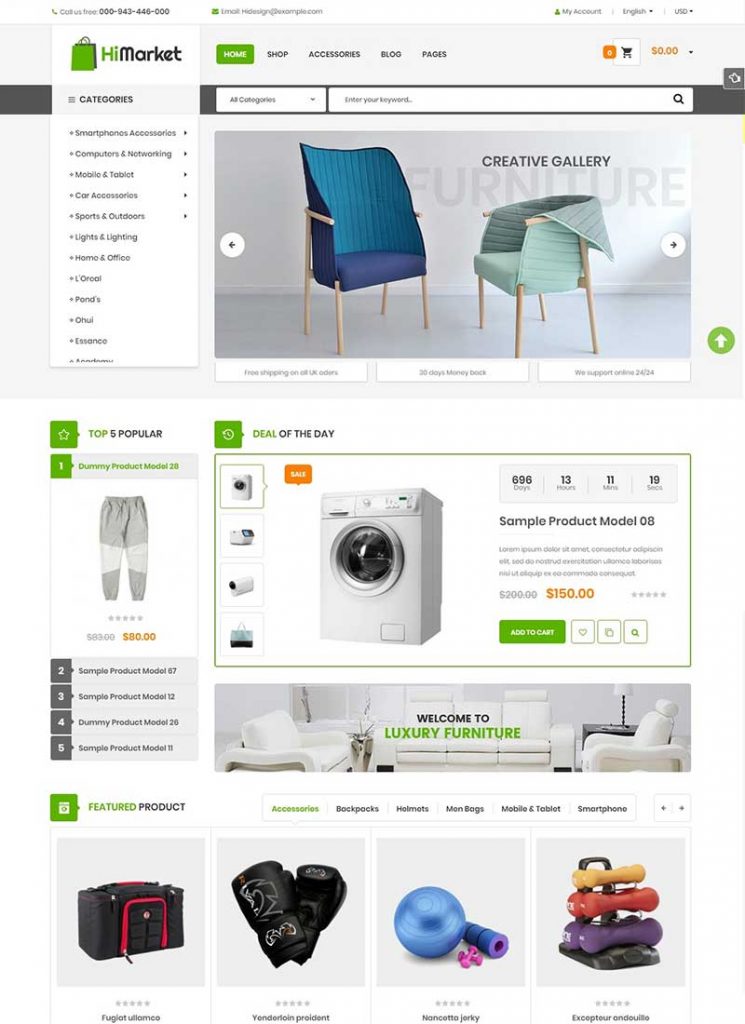 Call us free: 000-943-446-000
Email: Hidesign@example.com
My Account
English
USD
HiMarket
HOME
SHOP
ACCESSORIES
BLOG
PAGES
0
$0.00
CATEGORIES
All Categories
Enter your keyword...
Smartphones Accessories
Computers & Networking
Mobile & Tablet
Car Accessories
Sports & Outdoors
Lights & Lighting
Home & Office
L'Oreal
Pond's
Ohui
Essance
Academy
CREATIVE GALLERY
FURNITURE
Free shipping on all UK oders
30 days Money back
We support online 24/24
TOP 5 POPULAR
1 Dummy Product Model 28
$83.00 $80.00
2 Sample Product Model 67
3 Sample Product Model 12
4 Dummy Product Model 26
5 Sample Product Model 11
DEAL OF THE DAY
SALE
696 13 11 19
Days Hours Mins Secs
Sample Product Model 08
Lorem ipsum dolor sit amet, consectetur adipiscin
elit, sed do nostrud exercitation ullamco laborisas
nisi ut aliquip ex ea commodo consequat.
$200.00 $150.00
ADD TO CART
WELCOME TO
LUXURY FURNITURE
FEATURED PRODUCT
Accessories
Backpacks
Helmets
Men Bags
Mobile & Tablet
Smartphone
Fugiat ullamco
Yenderloin proident
Nancetta jerky
Excepteur andouille